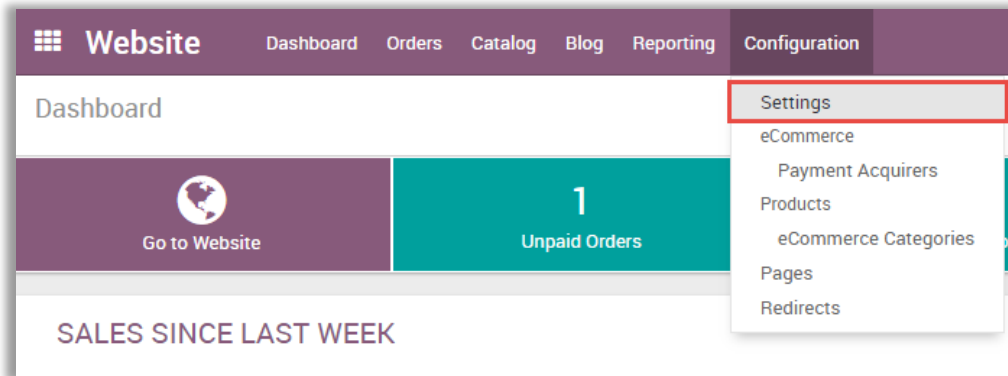 Website Dashboard Orders Catalog Blog Reporting Configuration
Dashboard
Settings
eCommerce
Payment Acquirers
Products
eCommerce Categories
Pages
Redirects
Go to Website
1
Unpaid Orders
SALES SINCE LAST WEEK